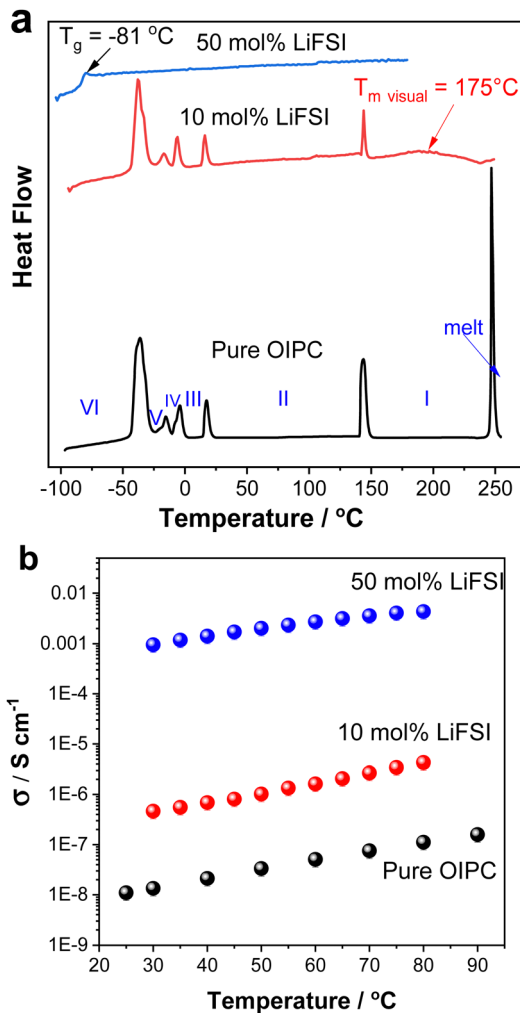 a
T_g = -81 °C
50 mol% LiFSI
T_m visual = 175°C
10 mol% LiFSI
Heat Flow
melt
Pure OIPC
VI
V
IV
III
II
I
-100 -50 0 50 100 150 200 250
Temperature / °C
b
50 mol% LiFSI
0.01
0.001
1E-4
10 mol% LiFSI
1E-5
1E-6
σ / S cm⁻¹
1E-7
Pure OIPC
1E-8
1E-9
20 30 40 50 60 70 80 90
Temperature / °C